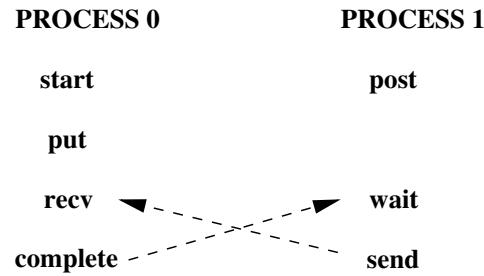 PROCESS 0 PROCESS 1
start post
put
recv wait
complete send